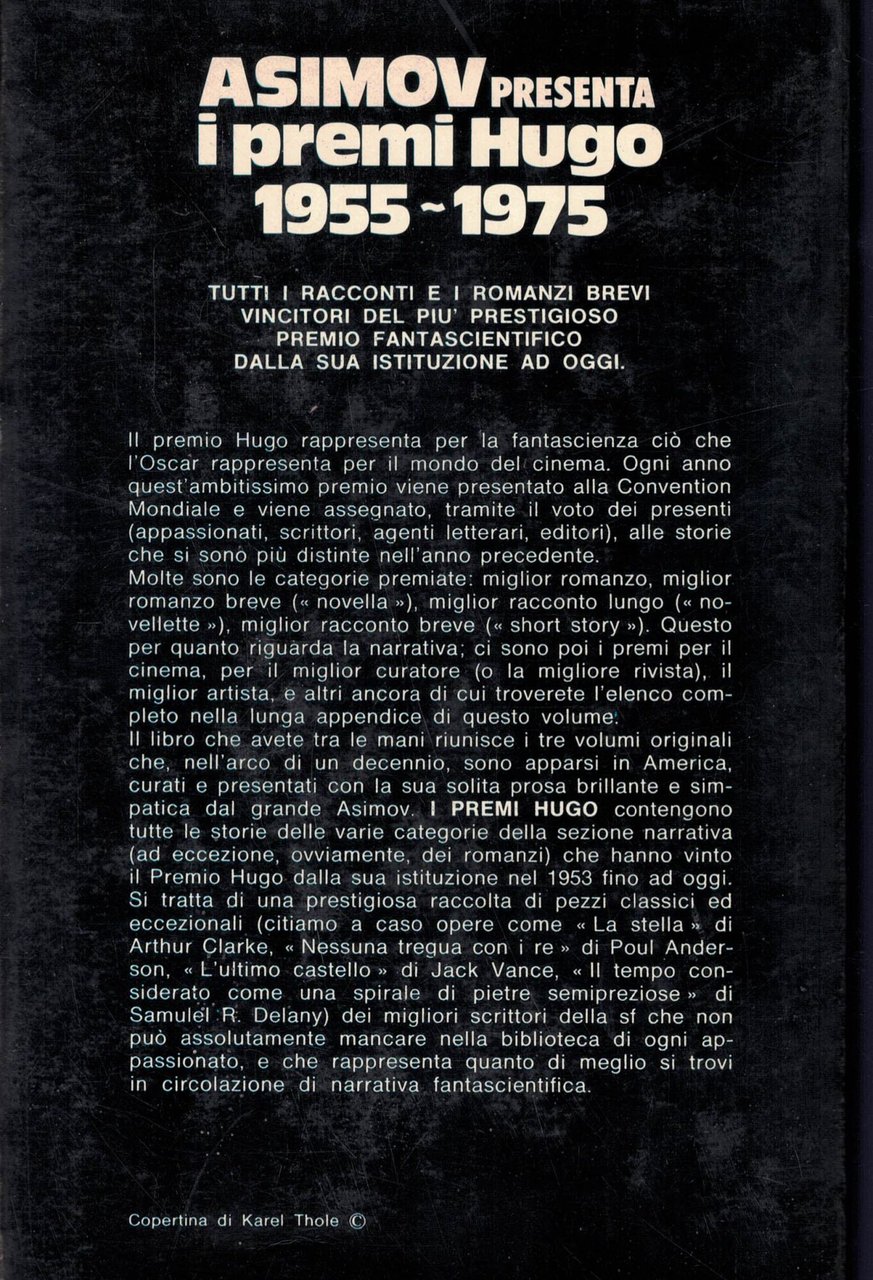 ASIMOV PRESENTA
i premi Hugo
1955~1975
TUTTI I RACCONTI E I ROMANZI BREVI
VINCITORI DEL PIU' PRESTIGIOSO
PREMIO FANTASCIENTIFICO
DALLA SUA ISTITUZIONE AD OGGI.
Il premio Hugo rappresenta per la fantascienza ciò che
l'Oscar rappresenta per il mondo del cinema. Ogni anno
quest'ambitissimo premio viene presentato alla Convention
Mondiale e viene assegnato, tramite il voto dei presenti
(appassionati, scrittori, agenti letterari, editori), alle storie
che si sono più distinte nell'anno precedente.
Molte sono le categorie premiate: miglior romanzo, miglior
romanzo breve (« novella »), miglior racconto lungo (« no-
vellette »), miglior racconto breve (« short story »). Questo
per quanto riguarda la narrativa; ci sono poi i premi per il
cinema, per il miglior curatore (o la migliore rivista), il
miglior artista, e altri ancora di cui troverete l'elenco com-
pleto nella lunga appendice di questo volume.
Il libro che avete tra le mani riunisce i tre volumi originali
che, nell'arco di un decennio, sono apparsi in America,
curati e presentati con la sua solita prosa brillante e sim-
patica dal grande Asimov. I PREMI HUGO contengono
tutte le storie delle varie categorie della sezione narrativa
(ad eccezione, ovviamente, dei romanzi) che hanno vinto
il Premio Hugo dalla sua istituzione nel 1953 fino ad oggi.
Si tratta di una prestigiosa raccolta di pezzi classici ed
eccezionali (citiamo a caso opere come « La stella » di
Arthur Clarke, « Nessuna tregua con i re » di Poul Ander-
son, « L'ultimo castello » di Jack Vance, « Il tempo con-
siderato come una spirale di pietre semipreziose » di
Samulel R. Delany) dei migliori scrittori della sf che non
può assolutamente mancare nella biblioteca di ogni ap-
passionato, e che rappresenta quanto di meglio si trovi
in circolazione di narrativa fantascientifica.
Copertina di Karel Thole ©